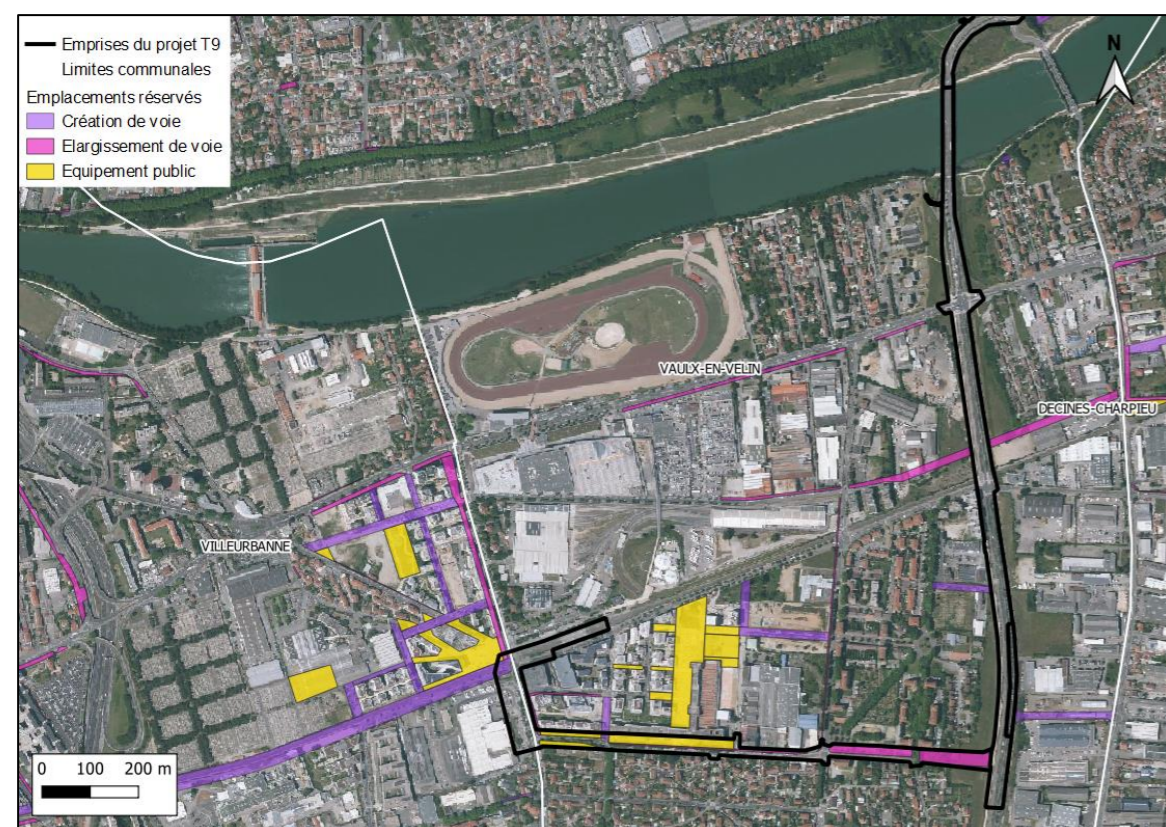 Emprises du projet T9
Limites communales
Emplacements réservés
Création de voie
Elargissement de voie
Equipement public
N
VAULX-EN-VELIN
DECINES-CHARPIEU
VILLEURBANNE
0 100 200 m